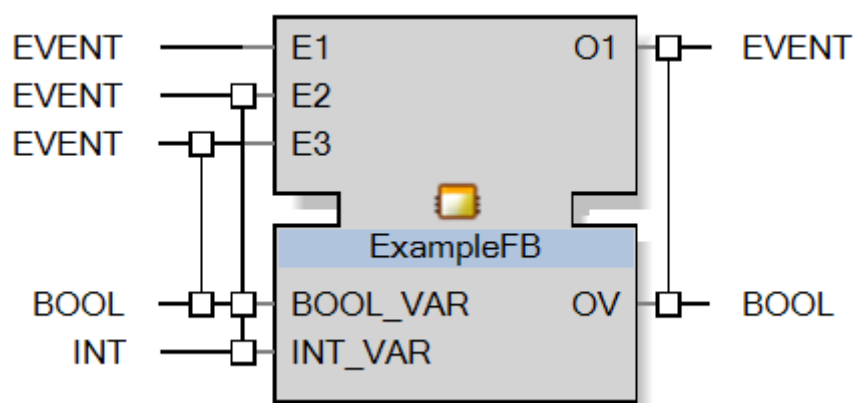 EVENT E1 O1 EVENT
EVENT E2
EVENT E3
ExampleFB
BOOL BOOL_VAR OV BOOL
INT INT_VAR